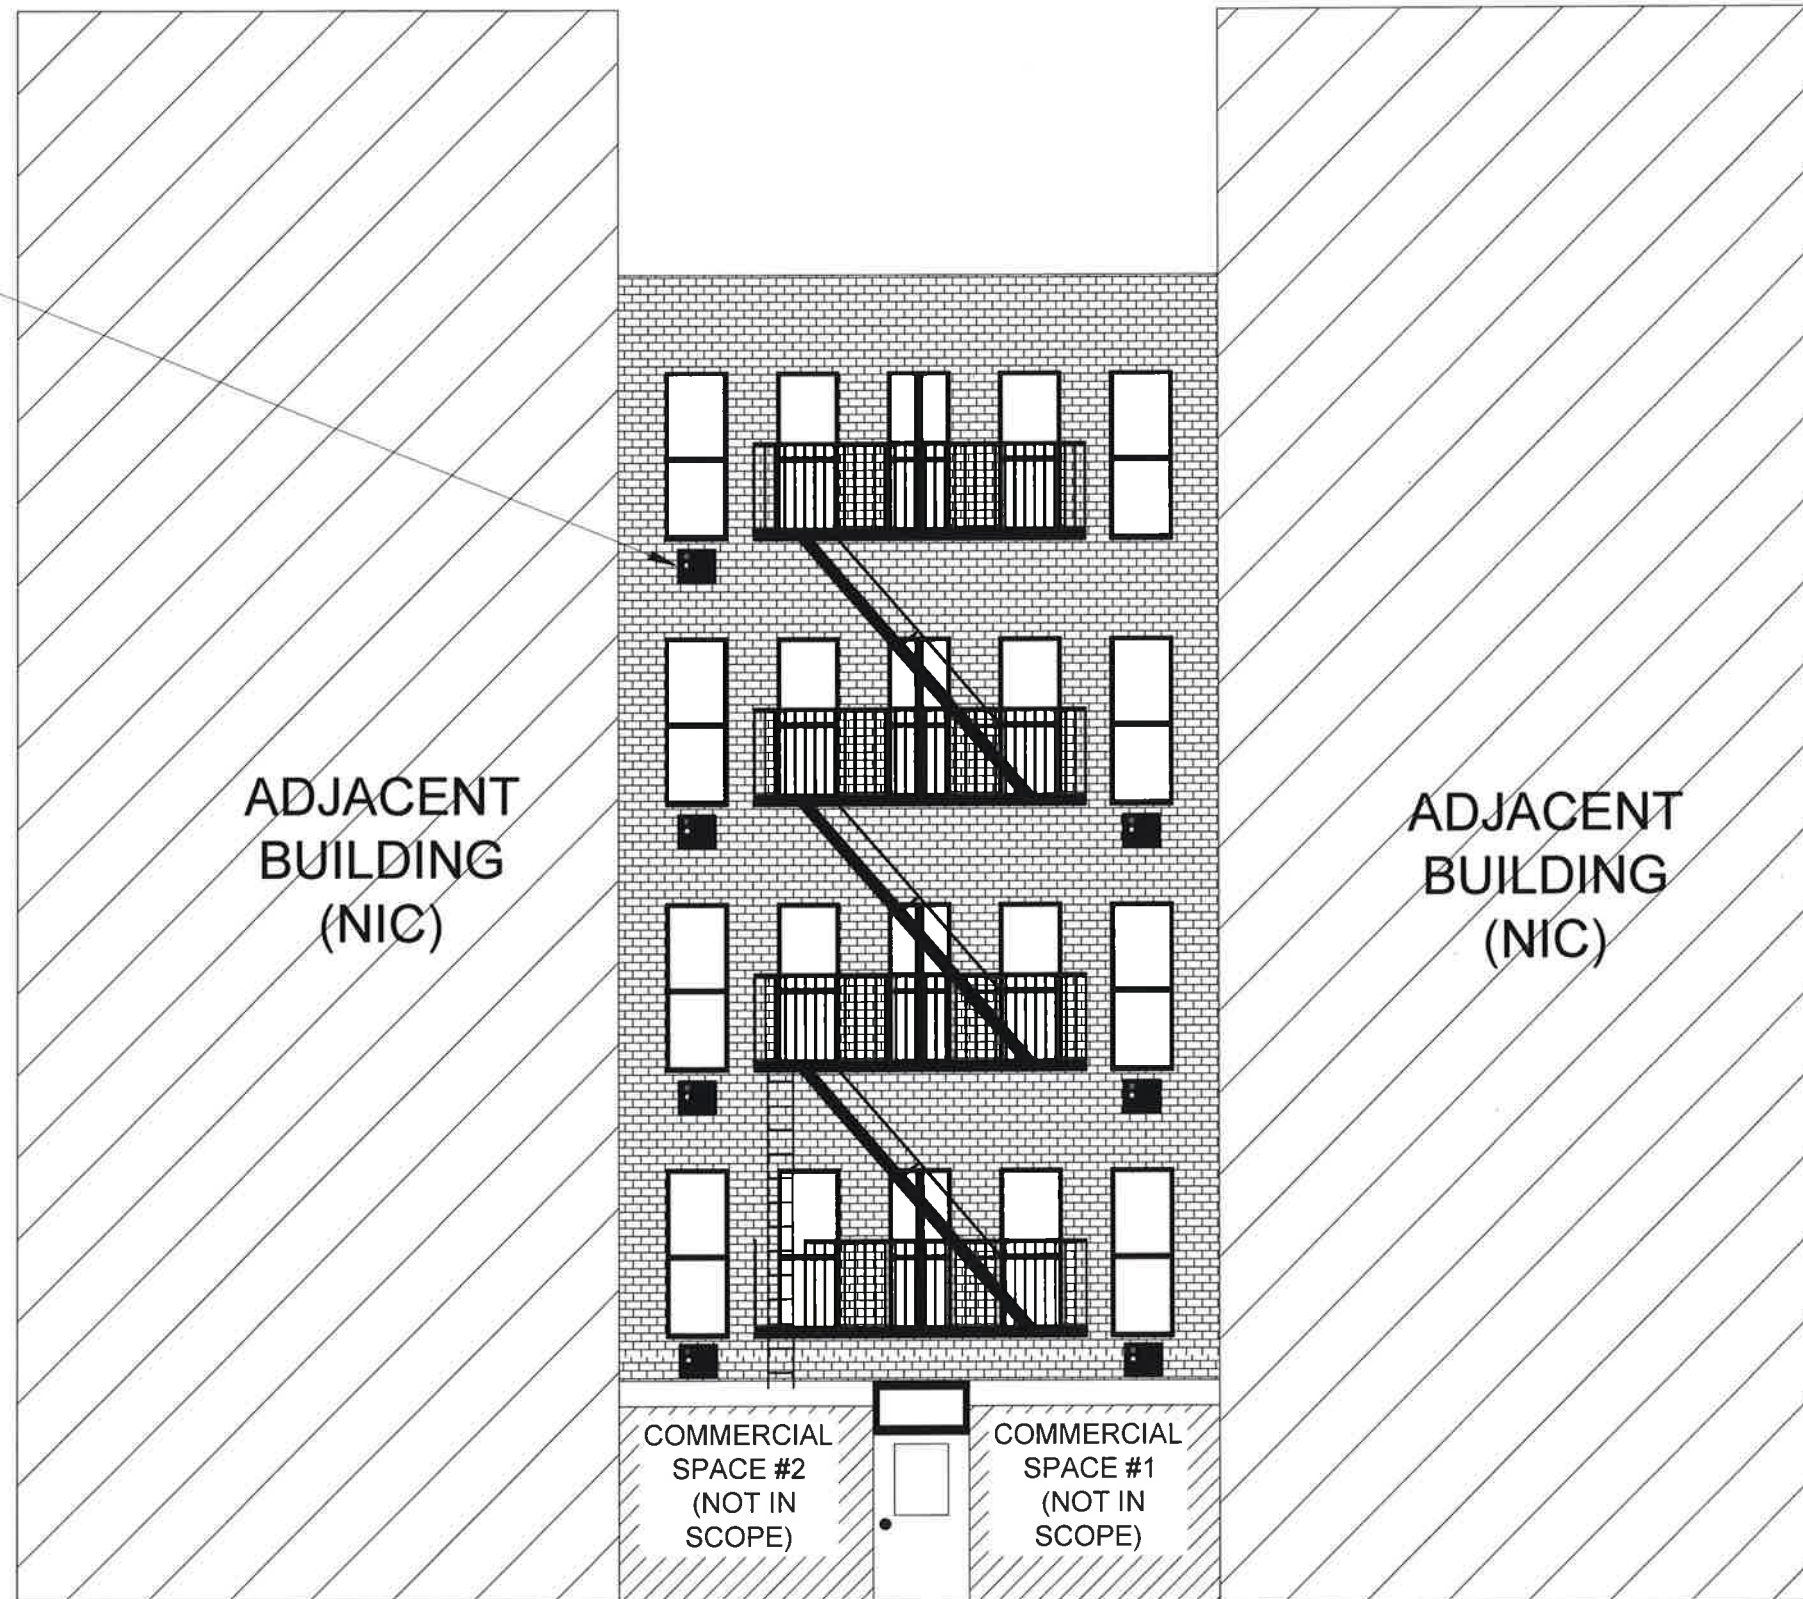 ADJACENT
BUILDING
(NIC)
ADJACENT
BUILDING
(NIC)
COMMERCIAL
SPACE #2
(NOT IN
SCOPE)
COMMERCIAL
SPACE #1
(NOT IN
SCOPE)